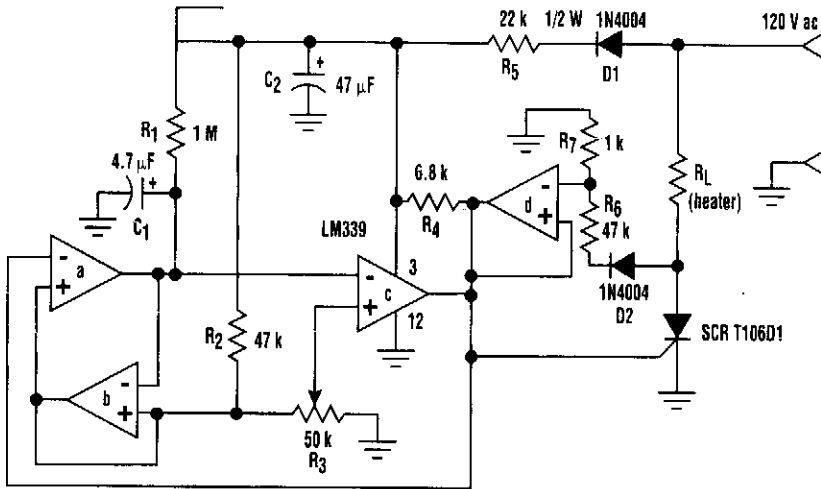 22 k 1/2 W 1N4004 120 V ac
R5 D1
C2 + 47 µF
R1 1 M
4.7 µF +
C1
R7 1 k
6.8 k
R4
RL
(heater)
R6
47 k
LM339
- a +
- d +
- 3
c
+ 12
1N4004
D2
R2 47 k
SCR T106D1
- b +
50 k
R3